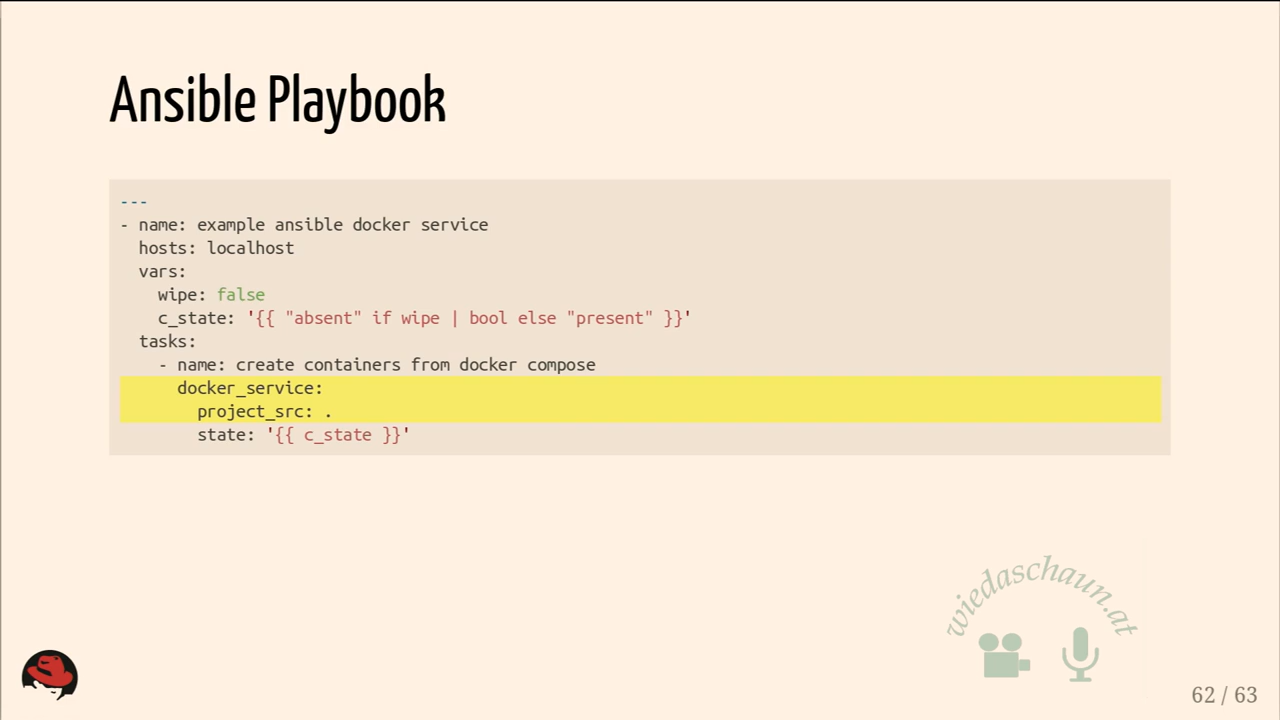 Ansible Playbook
---
- name: example ansible docker service
  hosts: localhost
  vars:
    wipe: false
    c_state: '{{ "absent" if wipe | bool else "present" }}'
  tasks:
    - name: create containers from docker compose
      docker_service:
        project_src: .
        state: '{{ c_state }}'
wiedaschaun.at
62 / 63